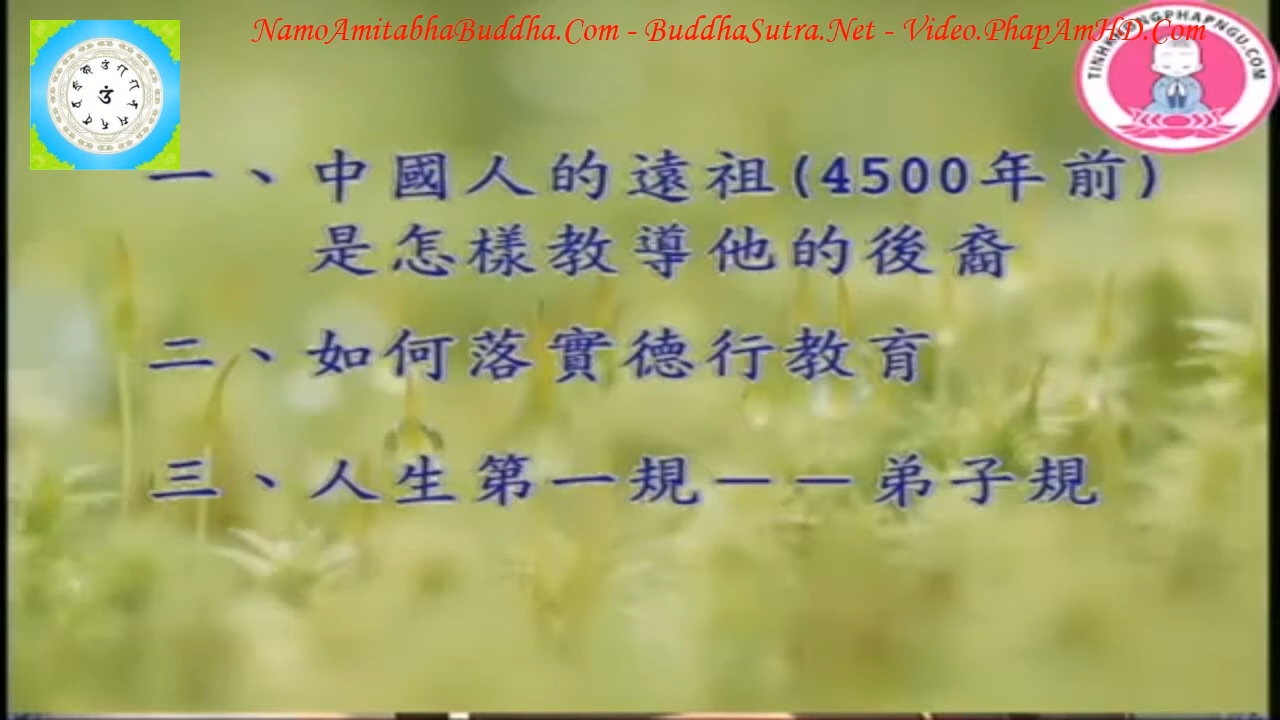 NamoAmitabhaBuddha.Com - BuddhaSutra.Net - Video.PhapAmHD.Com
TINHKHONGPHAPNGU.COM
一、中國人的遠祖(4500年前)
是怎樣教導他的後裔
二、如何落實德行教育
三、人生第一規－－弟子規